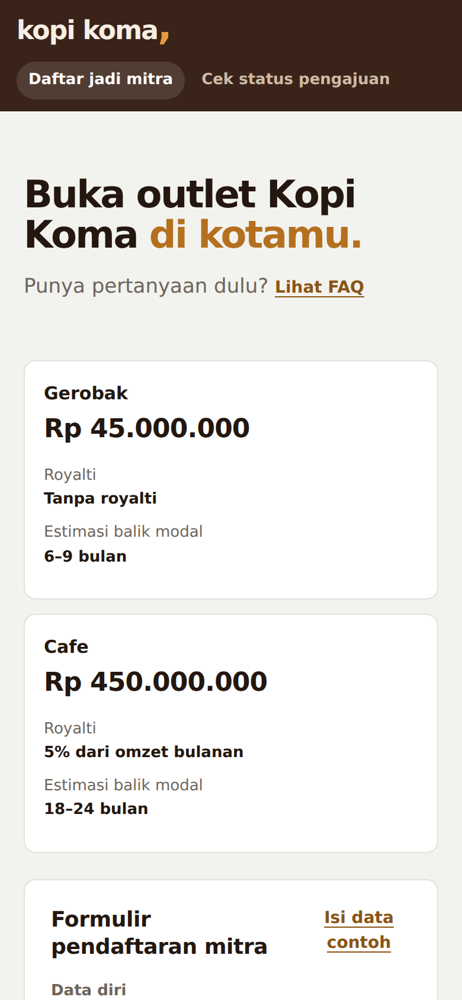 kopi koma,
Daftar jadi mitra
Cek status pengajuan
Buka outlet Kopi
Koma di kotamu.
Punya pertanyaan dulu? Lihat FAQ
Gerobak
Rp 45.000.000
Royalti
Tanpa royalti
Estimasi balik modal
6–9 bulan
Cafe
Rp 450.000.000
Royalti
5% dari omzet bulanan
Estimasi balik modal
18–24 bulan
Formulir
pendaftaran mitra
Isi data
contoh
Data diri